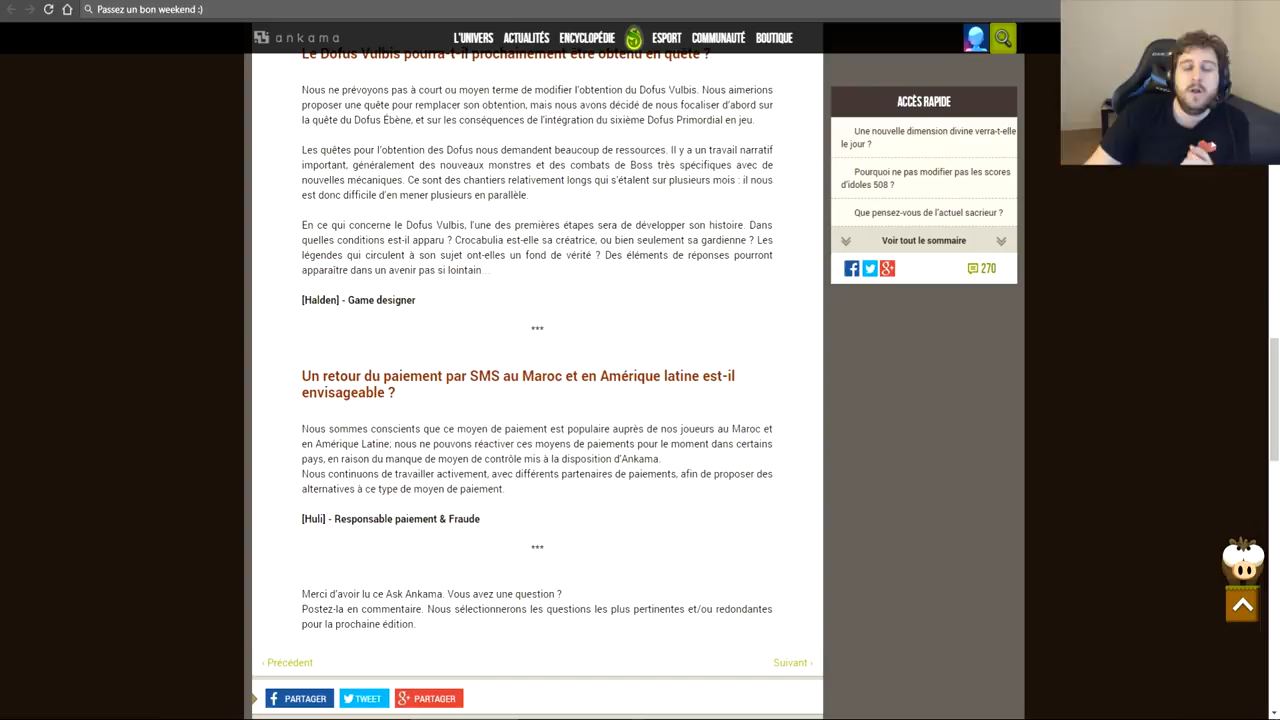 Passez un bon weekend :)
ankama
L'UNIVERS ACTUALITÉS ENCYCLOPÉDIE ESPORT COMMUNAUTÉ BOUTIQUE
Le Dofus Vulbis pourra-t-il prochainement être obtenu en quête ?
Nous ne prévoyons pas à court ou moyen terme de modifier l'obtention du Dofus Vulbis. Nous aimerions
proposer une quête pour remplacer son obtention, mais nous avons décidé de nous focaliser d'abord sur
la quête du Dofus Ébène, et sur les conséquences de l'intégration du sixième Dofus Primordial en jeu.
Les quêtes pour l'obtention des Dofus nous demandent beaucoup de ressources. Il y a un travail narratif
important, généralement des nouveaux monstres et des combats de Boss très spécifiques avec de
nouvelles mécaniques. Ce sont des chantiers relativement longs qui s'étalent sur plusieurs mois : il nous
est donc difficile d'en mener plusieurs en parallèle.
En ce qui concerne le Dofus Vulbis, l'une des premières étapes sera de développer son histoire. Dans
quelles conditions est-il apparu ? Crocabulia est-elle sa créatrice, ou bien seulement sa gardienne ? Les
légendes qui circulent à son sujet ont-elles un fond de vérité ? Des éléments de réponses pourront
apparaître dans un avenir pas si lointain...
[Halden] - Game designer
***
Un retour du paiement par SMS au Maroc et en Amérique latine est-il
envisageable ?
Nous sommes conscients que ce moyen de paiement est populaire auprès de nos joueurs au Maroc et
en Amérique Latine; nous ne pouvons réactiver ces moyens de paiements pour le moment dans certains
pays, en raison du manque de moyen de contrôle mis à la disposition d'Ankama.
Nous continuons de travailler activement, avec différents partenaires de paiements, afin de proposer des
alternatives à ce type de moyen de paiement.
[Huli] - Responsable paiement & Fraude
***
Merci d'avoir lu ce Ask Ankama. Vous avez une question ?
Postez-la en commentaire. Nous sélectionnerons les questions les plus pertinentes et/ou redondantes
pour la prochaine édition.
‹ Précédent
Suivant ›
PARTAGER TWEET PARTAGER
ACCÈS RAPIDE
Une nouvelle dimension divine verra-t-elle
le jour ?
Pourquoi ne pas modifier pas les scores
d'idoles 508 ?
Que pensez-vous de l'actuel sacrieur ?
Voir tout le sommaire
270